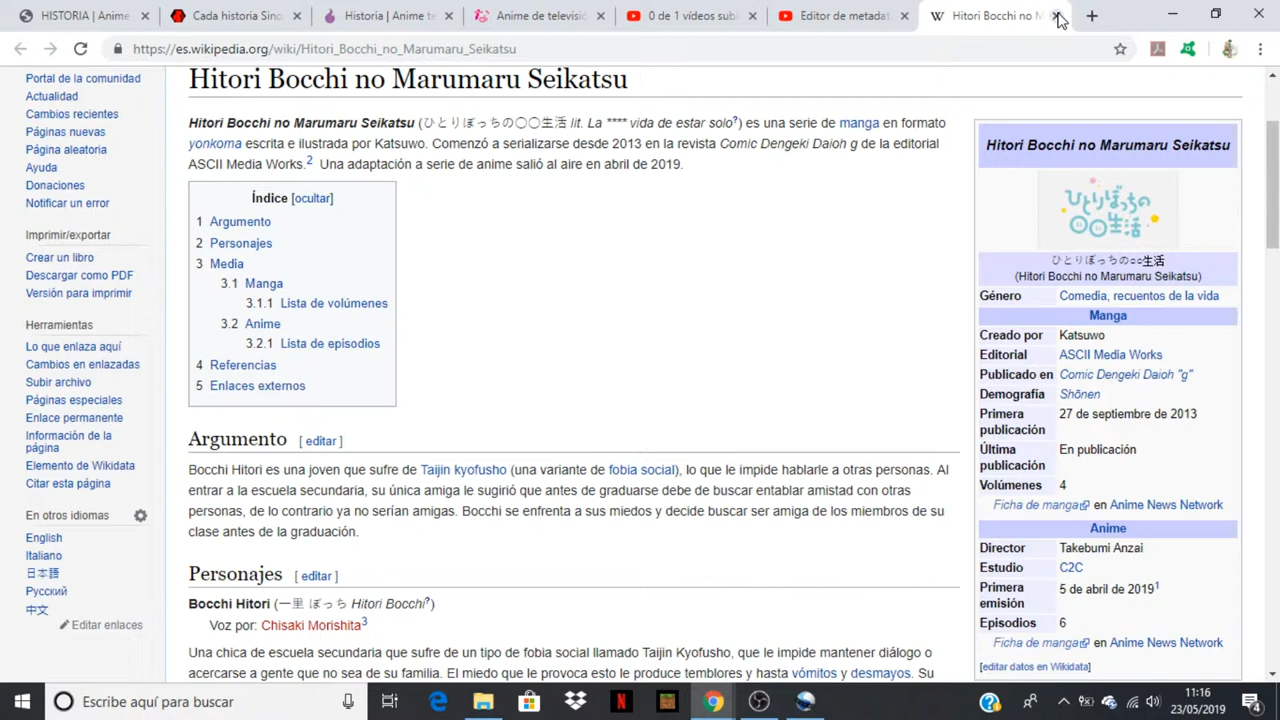 HISTORIA | Anime
Cada historia Sino
Historia | Anime te
Anime de televisió
0 de 1 vídeos sub
Editor de metadat
Hitori Bocchi no M
https://es.wikipedia.org/wiki/Hitori_Bocchi_no_Marumaru_Seikatsu
Portal de la comunidad
Actualidad
Cambios recientes
Páginas nuevas
Página aleatoria
Ayuda
Donaciones
Notificar un error
Imprimir/exportar
Crear un libro
Descargar como PDF
Versión para imprimir
Herramientas
Lo que enlaza aquí
Cambios en enlazadas
Subir archivo
Páginas especiales
Enlace permanente
Información de la
página
Elemento de Wikidata
Citar esta página
En otros idiomas
English
Italiano
日本語
Русский
中文
Editar enlaces
Hitori Bocchi no Marumaru Seikatsu
Hitori Bocchi no Marumaru Seikatsu (ひとりぼっちの〇〇生活 lit. La **** vida de estar solo?) es una serie de manga en formato
yonkoma escrita e ilustrada por Katsuwo. Comenzó a serializarse desde 2013 en la revista Comic Dengeki Daioh g de la editorial
ASCII Media Works.2 Una adaptación a serie de anime salió al aire en abril de 2019.
Índice [ocultar]
1 Argumento
2 Personajes
3 Media
3.1 Manga
3.1.1 Lista de volúmenes
3.2 Anime
3.2.1 Lista de episodios
4 Referencias
5 Enlaces externos
Argumento [ editar ]
Bocchi Hitori es una joven que sufre de Taijin kyofusho (una variante de fobia social), lo que le impide hablarle a otras personas. Al
entrar a la escuela secundaria, su única amiga le sugirió que antes de graduarse debe de buscar entablar amistad con otras
personas, de lo contrario ya no serían amigas. Bocchi se enfrenta a sus miedos y decide buscar ser amiga de los miembros de su
clase antes de la graduación.
Personajes [ editar ]
Bocchi Hitori (一里 ぼっち Hitori Bocchi?)
Voz por: Chisaki Morishita3
Una chica de escuela secundaria que sufre de un tipo de fobia social llamado Taijin Kyofusho, que le impide mantener diálogo o
acercarse a gente que no sea de su familia. El miedo que le provoca esto le produce temblores y hasta vómitos y desmayos. Su
Hitori Bocchi no Marumaru Seikatsu
ひとりぼっちの
〇〇生活
ひとりぼっちの○○生活
(Hitori Bocchi no Marumaru Seikatsu)
Género Comedia, recuentos de la vida
Manga
Creado por Katsuwo
Editorial ASCII Media Works
Publicado en Comic Dengeki Daioh "g"
Demografía Shōnen
Primera publicación 27 de septiembre de 2013
Última publicación En publicación
Volúmenes 4
Ficha de manga en Anime News Network
Anime
Director Takebumi Anzai
Estudio C2C
Primera emisión 5 de abril de 20191
Episodios 6
Ficha de manga en Anime News Network
[editar datos en Wikidata]
Escribe aquí para buscar
11:16
23/05/2019
4